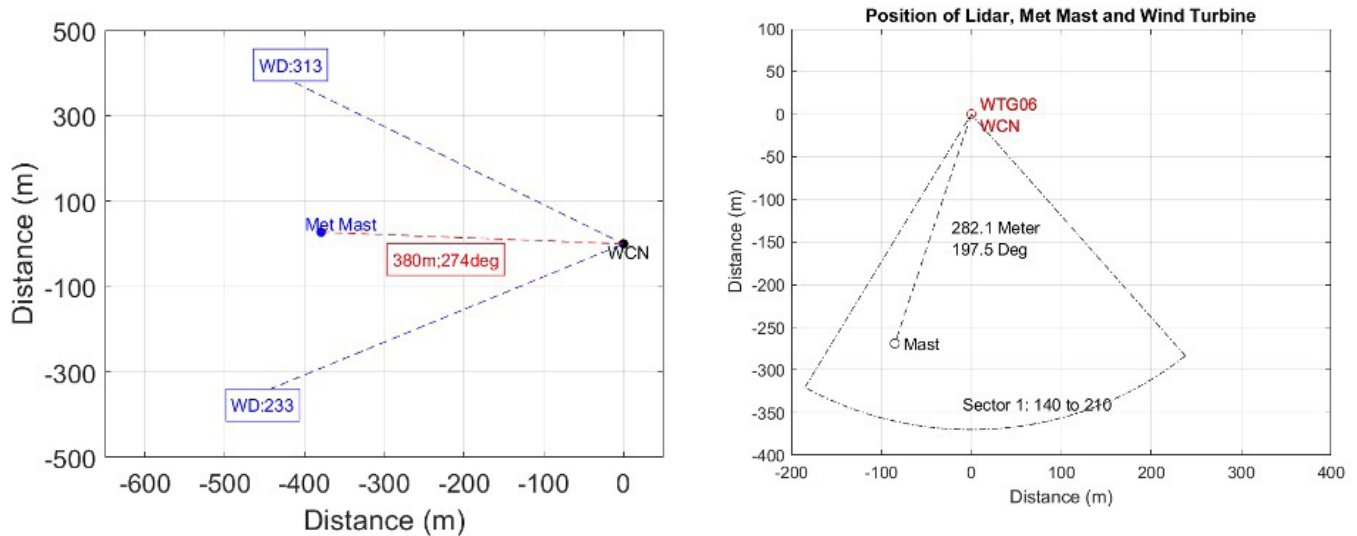 500
300
100
-100
-300
-500
-600
-500
-400
-300
-200
-100
0
Distance (m)
Distance (m)
WD:313
Met Mast
WCN
380m;274deg
WD:233
Position of Lidar, Met Mast and Wind Turbine
100
50
0
-50
-100
-150
-200
-250
-300
-350
-400
-200
-100
0
100
200
300
400
Distance (m)
Distance (m)
WTG06
WCN
282.1 Meter
197.5 Deg
Mast
Sector 1: 140 to 210